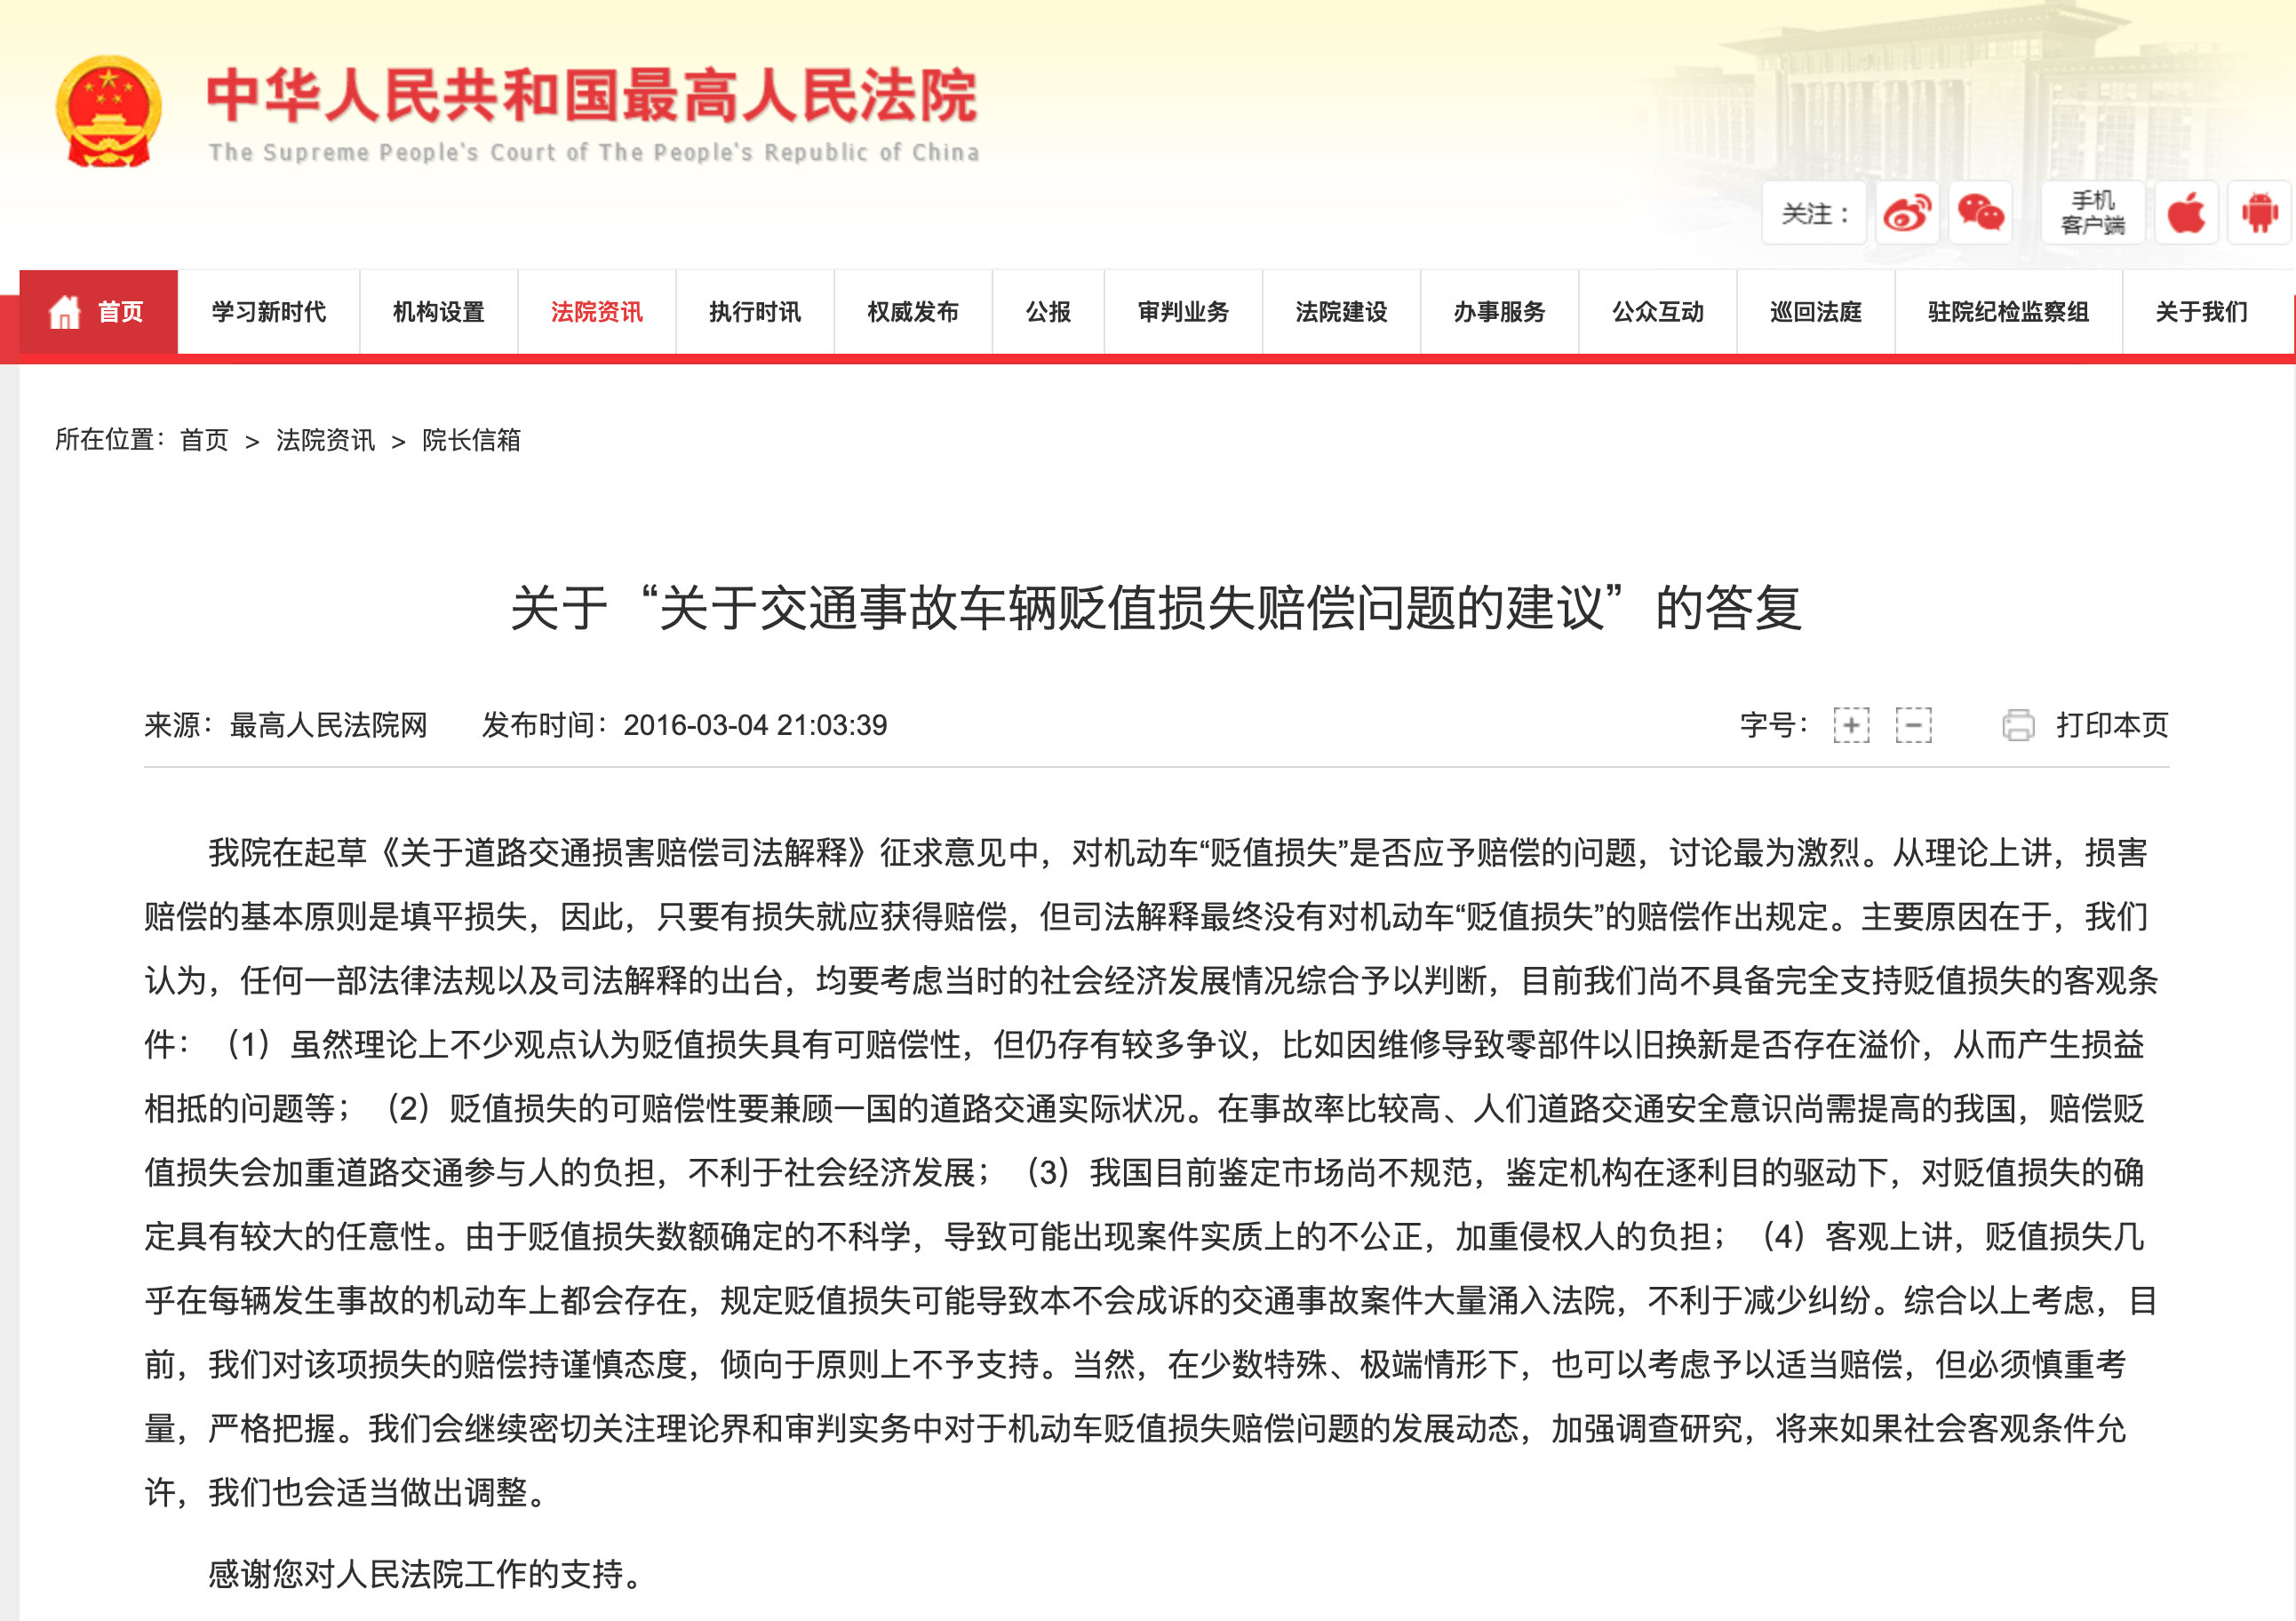 中华人民共和国最高人民法院
The Supreme People's Court of The People's Republic of China
关注：
手机
客户端
首页 学习新时代 机构设置 法院资讯 执行时讯 权威发布 公报 审判业务 法院建设 办事服务 公众互动 巡回法庭 驻院纪检监察组 关于我们
所在位置：首页 > 法院资讯 > 院长信箱
关于“关于交通事故车辆贬值损失赔偿问题的建议”的答复
来源：最高人民法院网 发布时间：2016-03-04 21:03:39 字号： 打印本页
我院在起草《关于道路交通损害赔偿司法解释》征求意见中，对机动车“贬值损失”是否应予赔偿的问题，讨论最为激烈。从理论上讲，损害
赔偿的基本原则是填平损失，因此，只要有损失就应获得赔偿，但司法解释最终没有对机动车“贬值损失”的赔偿作出规定。主要原因在于，我们
认为，任何一部法律法规以及司法解释的出台，均要考虑当时的社会经济发展情况综合予以判断，目前我们尚不具备完全支持贬值损失的客观条
件：（1）虽然理论上不少观点认为贬值损失具有可赔偿性，但仍存有较多争议，比如因维修导致零部件以旧换新是否存在溢价，从而产生损益
相抵的问题等；（2）贬值损失的可赔偿性要兼顾一国的道路交通实际状况。在事故率比较高、人们道路交通安全意识尚需提高的我国，赔偿贬
值损失会加重道路交通参与人的负担，不利于社会经济发展；（3）我国目前鉴定市场尚不规范，鉴定机构在逐利目的驱动下，对贬值损失的确
定具有较大的任意性。由于贬值损失数额确定的不科学，导致可能出现案件实质上的不公正，加重侵权人的负担；（4）客观上讲，贬值损失几
乎在每辆发生事故的机动车上都会存在，规定贬值损失可能导致本不会成诉的交通事故案件大量涌入法院，不利于减少纠纷。综合以上考虑，目
前，我们对该项损失的赔偿持谨慎态度，倾向于原则上不予支持。当然，在少数特殊、极端情形下，也可以考虑予以适当赔偿，但必须慎重考
量，严格把握。我们会继续密切关注理论界和审判实务中对于机动车贬值损失赔偿问题的发展动态，加强调查研究，将来如果社会客观条件允
许，我们也会适当做出调整。
感谢您对人民法院工作的支持。